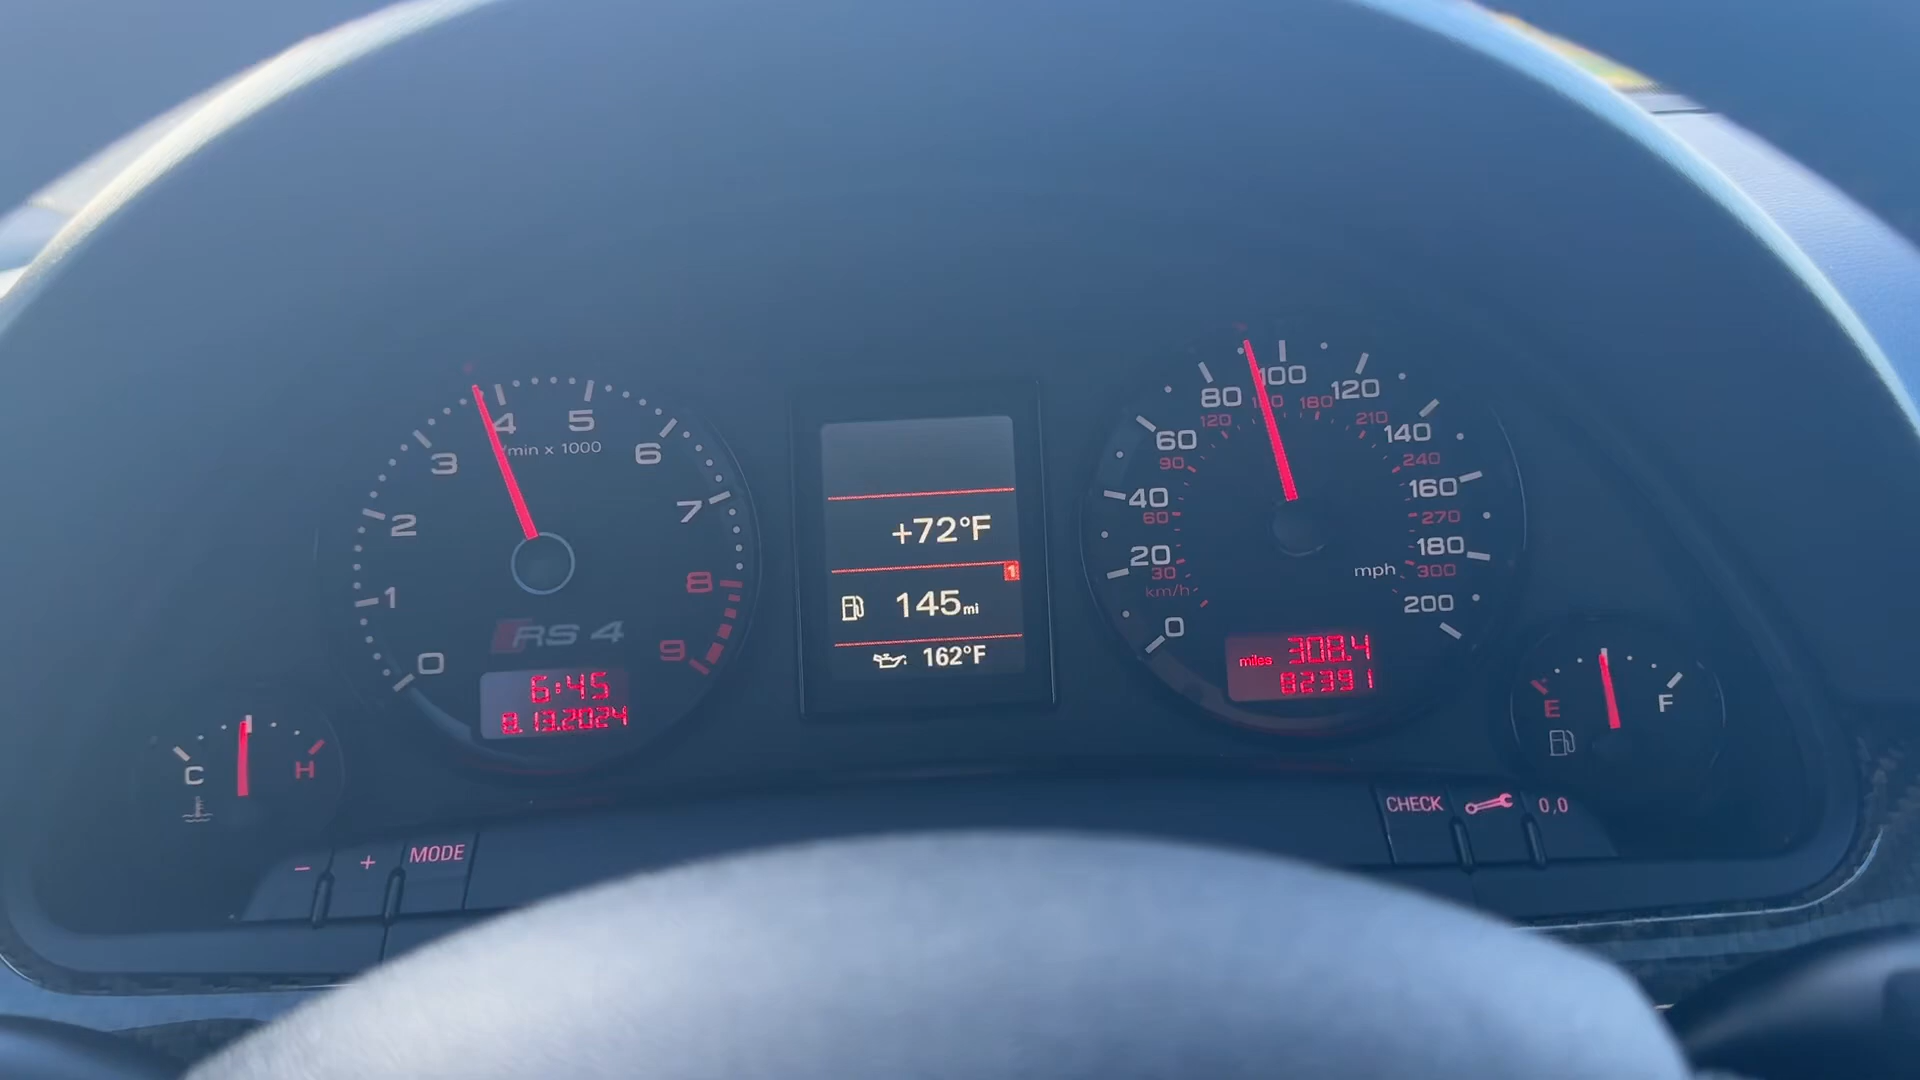 0
1
2
3
4
5
6
7
8
9
/min x 1000
RS 4
6:45
8.13.2024
+72°F
1
145mi
162°F
0
20
40
60
80
100
120
140
160
180
200
30
60
90
120
180
210
240
270
300
km/h
mph
miles 308.4
82391
C
H
E
F
- + MODE
CHECK 0,0